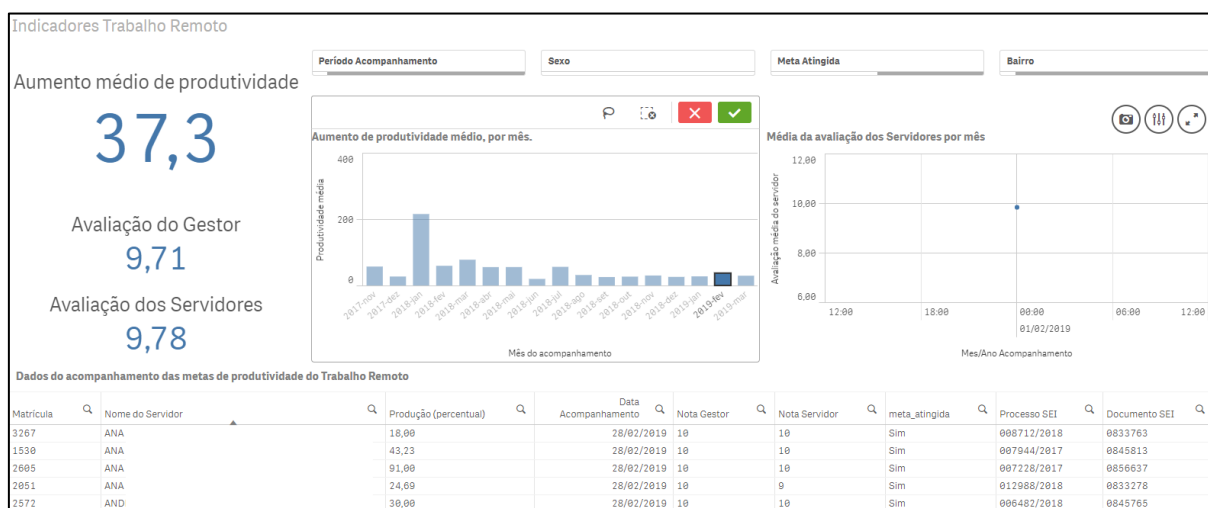 Indicadores Trabalho Remoto
Aumento médio de produtividade
37,3
Avaliação do Gestor
9,71
Avaliação dos Servidores
9,78
Período Acompanhamento
Sexo
Meta Atingida
Bairro
Aumento de produtividade médio, por mês.
Produtividade média
400
200
0
2017-nov 2017-dez 2018-jan 2018-fev 2018-mar 2018-abr 2018-mai 2018-jun 2018-jul 2018-ago 2018-set 2018-out 2018-nov 2018-dez 2019-jan 2019-fev 2019-mar
Mês do acompanhamento
Média da avaliação dos Servidores por mês
Avaliação média do servidor
12,00
10,00
8,00
6,00
12:00 18:00 00:00 06:00 12:00
01/02/2019
Mes/Ano Acompanhamento
Dados do acompanhamento das metas de produtividade do Trabalho Remoto
Matrícula Nome do Servidor Produção (percentual) Data Acompanhamento Nota Gestor Nota Servidor meta_atingida Processo SEI Documento SEI
3267 ANA 18,00 28/02/2019 10 10 Sim 008712/2018 0833763
1530 ANA 43,23 28/02/2019 10 10 Sim 007944/2017 0845813
2605 ANA 91,00 28/02/2019 10 10 Sim 007228/2017 0856637
2051 ANA 24,69 28/02/2019 10 9 Sim 012988/2018 0833278
2572 AND 30,00 28/02/2019 10 10 Sim 006482/2018 0845765